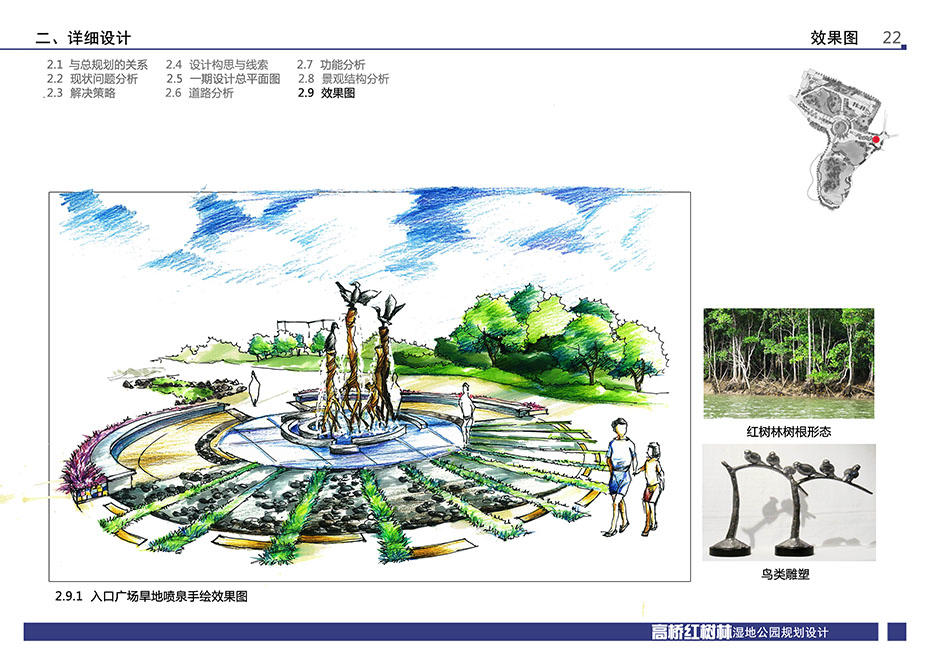 二、详细设计
效果图 22
2.1 与总规划的关系 2.4 设计构思与线索 2.7 功能分析
2.2 现状问题分析 2.5 一期设计总平面图 2.8 景观结构分析
2.3 解决策略 2.6 道路分析 2.9 效果图
红树林树根形态
鸟类雕塑
2.9.1 入口广场旱地喷泉手绘效果图
高桥红树林湿地公园规划设计